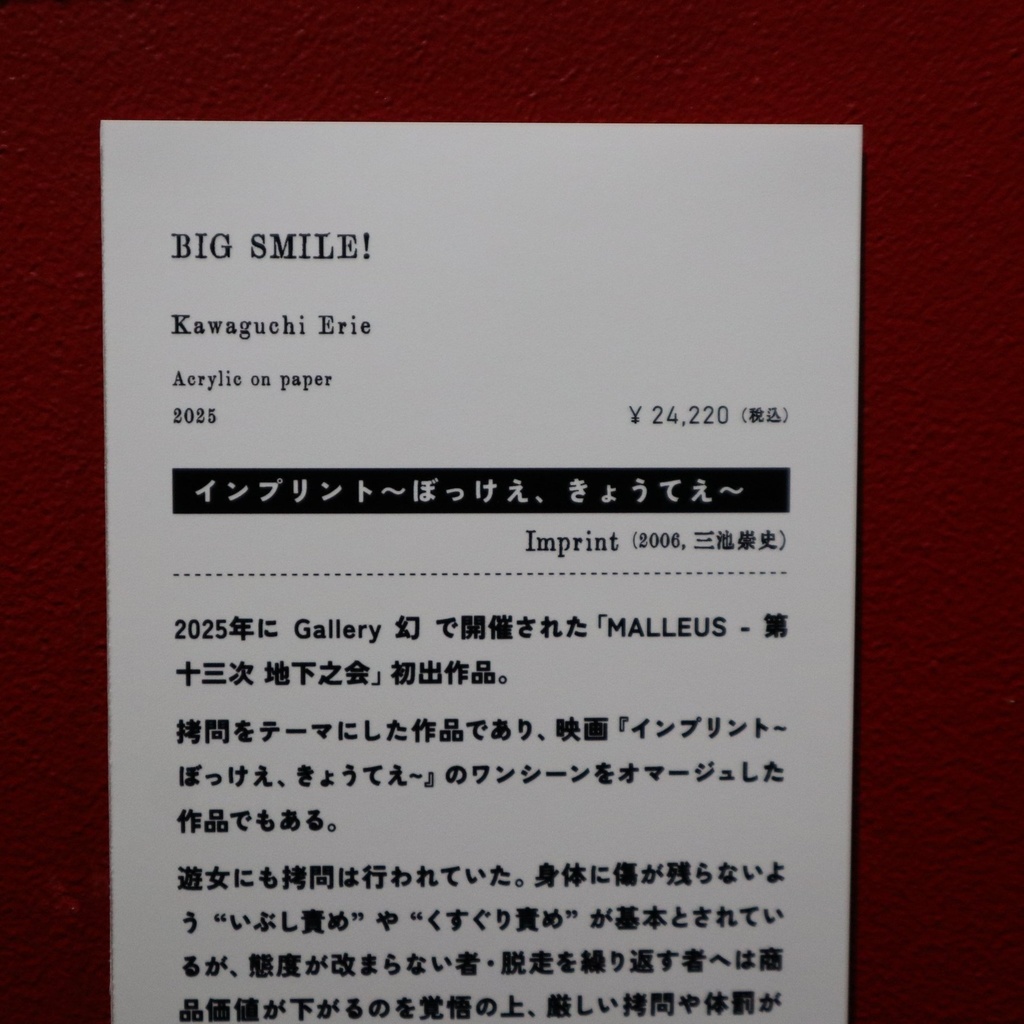 BIG SMILE!
Kawaguchi Erie
Acrylic on paper
2025
¥ 24,220（税込）
インプリント〜ぼっけえ、きょうてえ〜
Imprint（2006, 三池崇史）
2025年に Gallery 幻 で開催された「MALLEUS - 第
十三次 地下之会」初出作品。
拷問をテーマにした作品であり、映画『インプリント~
ぼっけえ、きょうてえ~』のワンシーンをオマージュした
作品でもある。
遊女にも拷問は行われていた。身体に傷が残らないよ
う “いぶし責め” や “くすぐり責め” が基本とされてい
るが、態度が改まらない者・脱走を繰り返す者へは商
品価値が下がるのを覚悟の上、厳しい拷問や体罰が